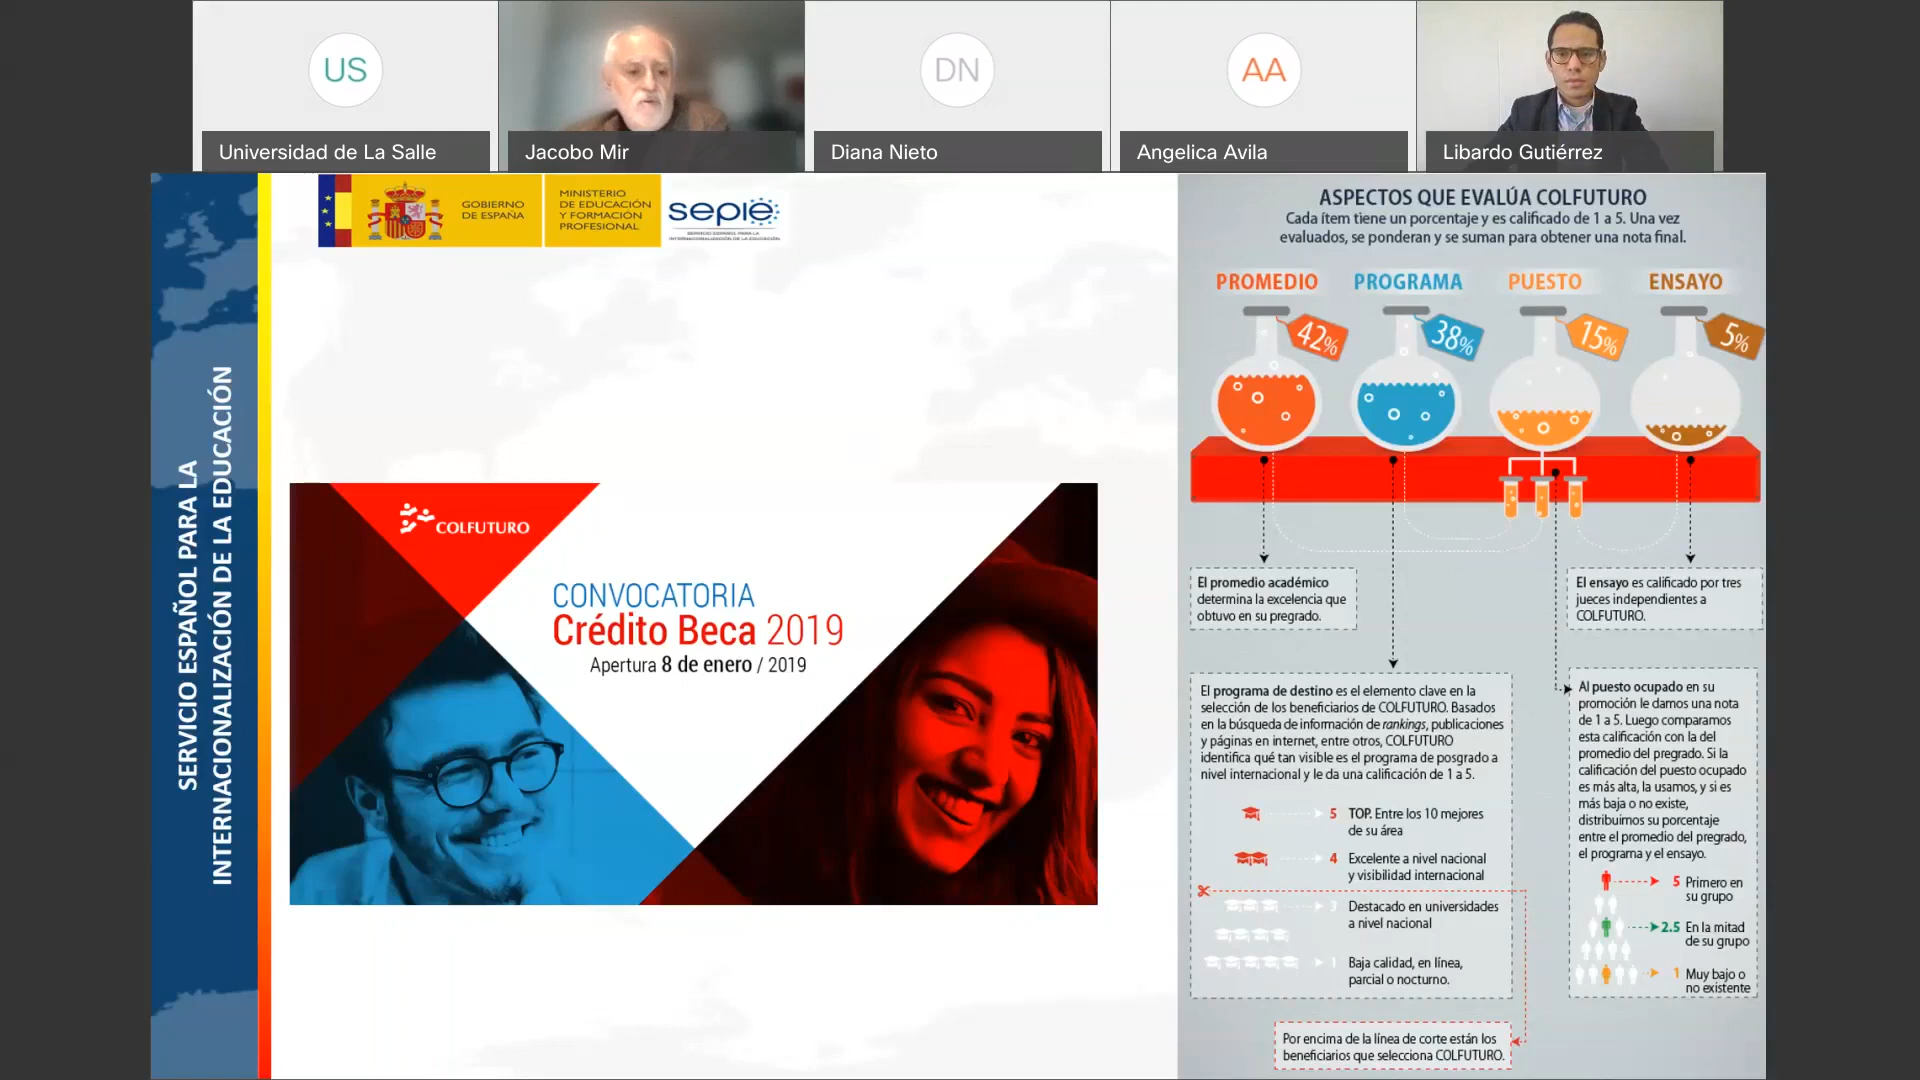 US
DN
AA
Universidad de La Salle
Jacobo Mir
Diana Nieto
Angelica Avila
Libardo Gutiérrez
SERVICIO ESPAÑOL PARA LA
INTERNACIONALIZACIÓN DE LA EDUCACIÓN
GOBIERNO
DE ESPAÑA
MINISTERIO
DE EDUCACIÓN
Y FORMACIÓN
PROFESIONAL
sepie
SERVICIO ESPAÑOL PARA LA
INTERNACIONALIZACIÓN DE LA EDUCACIÓN
COLFUTURO
CONVOCATORIA
Crédito Beca 2019
Apertura 8 de enero / 2019
ASPECTOS QUE EVALÚA COLFUTURO
Cada ítem tiene un porcentaje y es calificado de 1 a 5. Una vez
evaluados, se ponderan y se suman para obtener una nota final.
PROMEDIO
PROGRAMA
PUESTO
ENSAYO
42%
38%
15%
5%
El promedio académico
determina la excelencia que
obtuvo en su pregrado.
El ensayo es calificado por tres
jueces independientes a
COLFUTURO.
El programa de destino es el elemento clave en la
selección de los beneficiarios de COLFUTURO. Basados
en la búsqueda de información de rankings, publicaciones
y páginas en internet, entre otros, COLFUTURO
identifica qué tan visible es el programa de posgrado a
nivel internacional y le da una calificación de 1 a 5.
5 TOP. Entre los 10 mejores
de su área
4 Excelente a nivel nacional
y visibilidad internacional
3 Destacado en universidades
a nivel nacional
1 Baja calidad, en línea,
parcial o nocturno.
Al puesto ocupado en su
promoción le damos una nota
de 1 a 5. Luego comparamos
esta calificación con la del
promedio del pregrado. Si la
calificación del puesto ocupado
es más alta, la usamos, y si es
más baja o no existe,
distribuimos su porcentaje
entre el promedio del pregrado,
el programa y el ensayo.
5 Primero en
su grupo
2.5 En la mitad
de su grupo
1 Muy bajo o
no existente
Por encima de la línea de corte están los
beneficiarios que selecciona COLFUTURO.